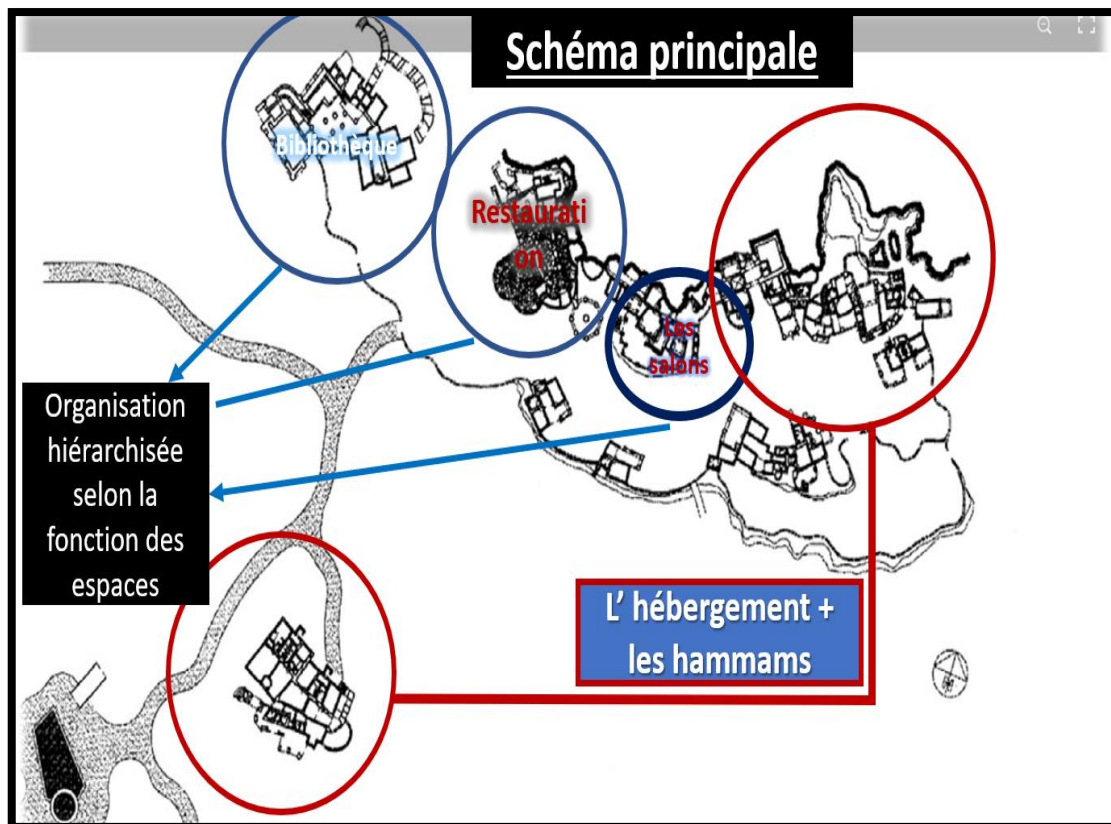 Schéma principale
Bibliothèque
Restaurati
on
Les
salons
Organisation
hiérarchisée
selon la
fonction des
espaces
L' hébergement +
les hammams